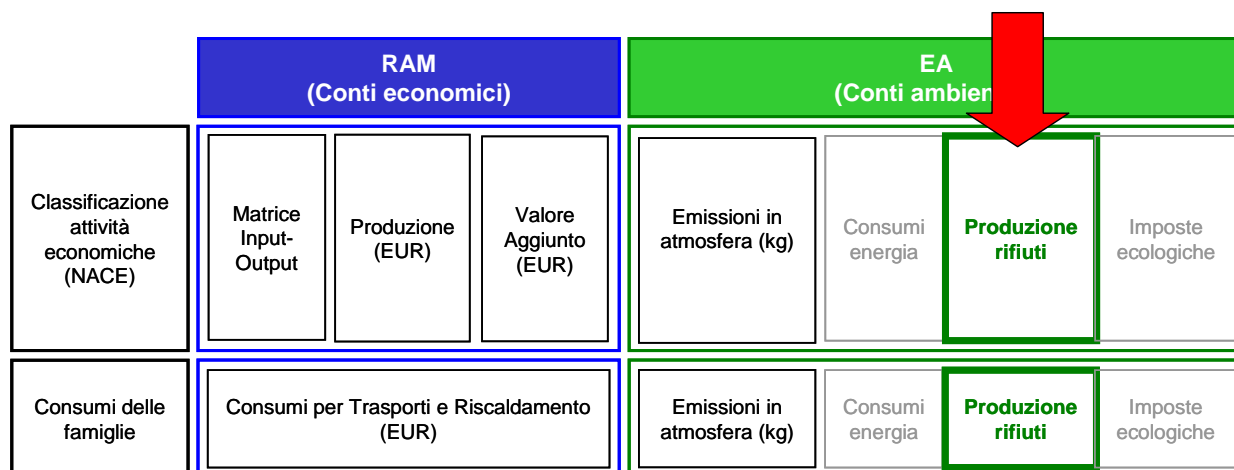 RAM
(Conti economici)
EA
(Conti ambien
Classificazione
attività
economiche
(NACE)
Matrice
Input-
Output
Produzione
(EUR)
Valore
Aggiunto
(EUR)
Emissioni in
atmosfera (kg)
Consumi
energia
Produzione
rifiuti
Imposte
ecologiche
Consumi delle
famiglie
Consumi per Trasporti e Riscaldamento
(EUR)
Emissioni in
atmosfera (kg)
Consumi
energia
Produzione
rifiuti
Imposte
ecologiche